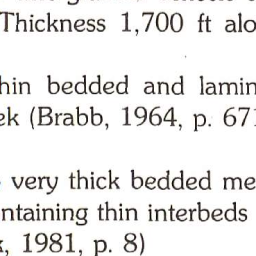 Thickness 1,700 ft alo
hin bedded and lamin
ek (Brabb, 1964, p. 671
very thick bedded me
ntaining thin interbeds
, 1981, p. 8)